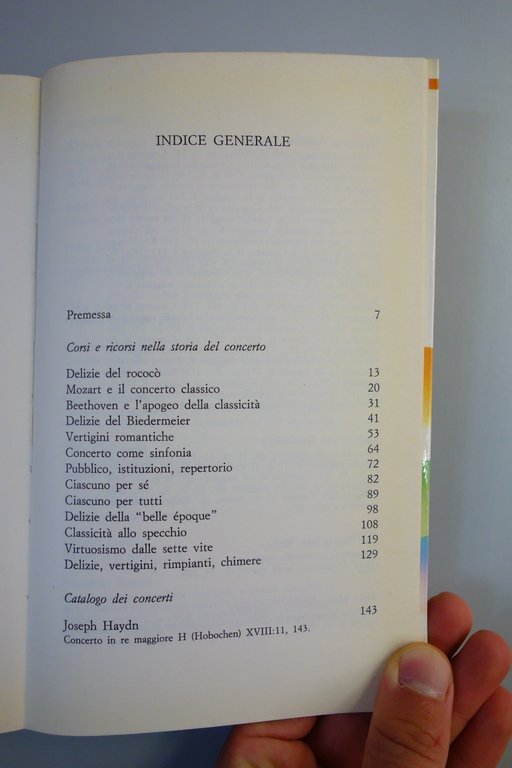 INDICE GENERALE
Premessa 7
Corsi e ricorsi nella storia del concerto
Delizie del rococò 13
Mozart e il concerto classico 20
Beethoven e l'apogeo della classicità 31
Delizie del Biedermeier 41
Vertigini romantiche 53
Concerto come sinfonia 64
Pubblico, istituzioni, repertorio 72
Ciascuno per sé 82
Ciascuno per tutti 89
Delizie della "belle époque" 98
Classicità allo specchio 108
Virtuosismo dalle sette vite 119
Delizie, vertigini, rimpianti, chimere 129
Catalogo dei concerti
Joseph Haydn 143
Concerto in re maggiore H (Hobochen) XVIII:11, 143.